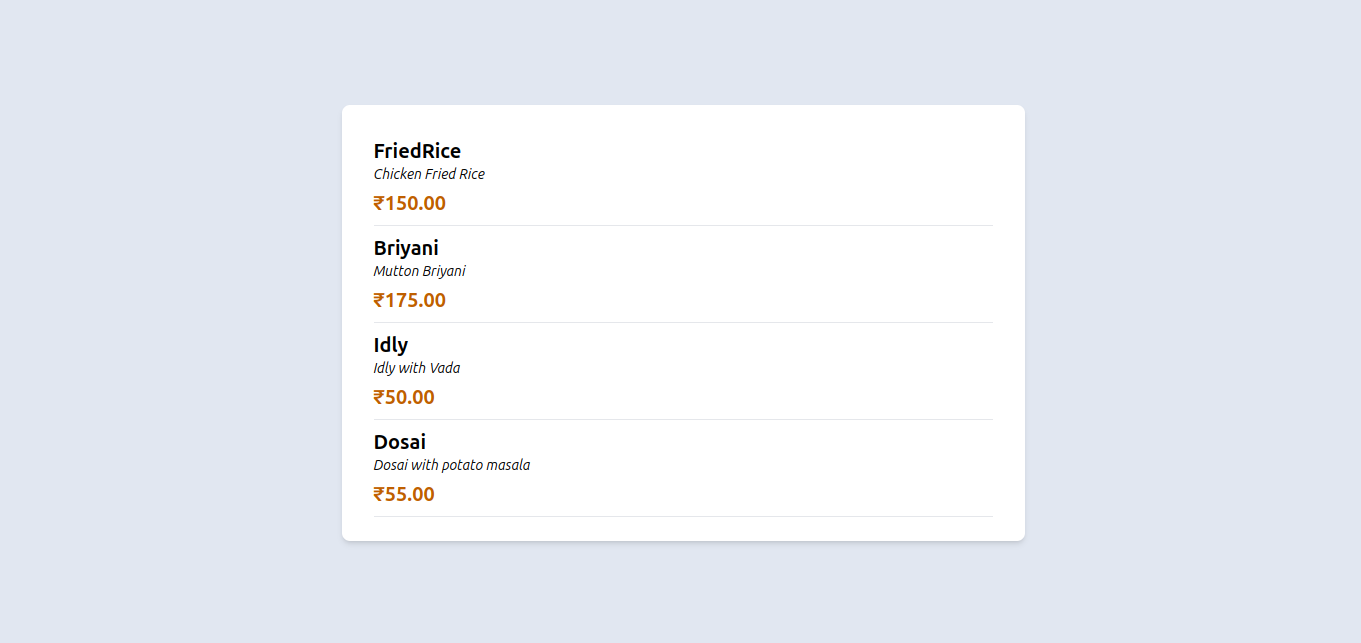 FriedRice
Chicken Fried Rice
₹150.00
Briyani
Mutton Briyani
₹175.00
Idly
Idly with Vada
₹50.00
Dosai
Dosai with potato masala
₹55.00